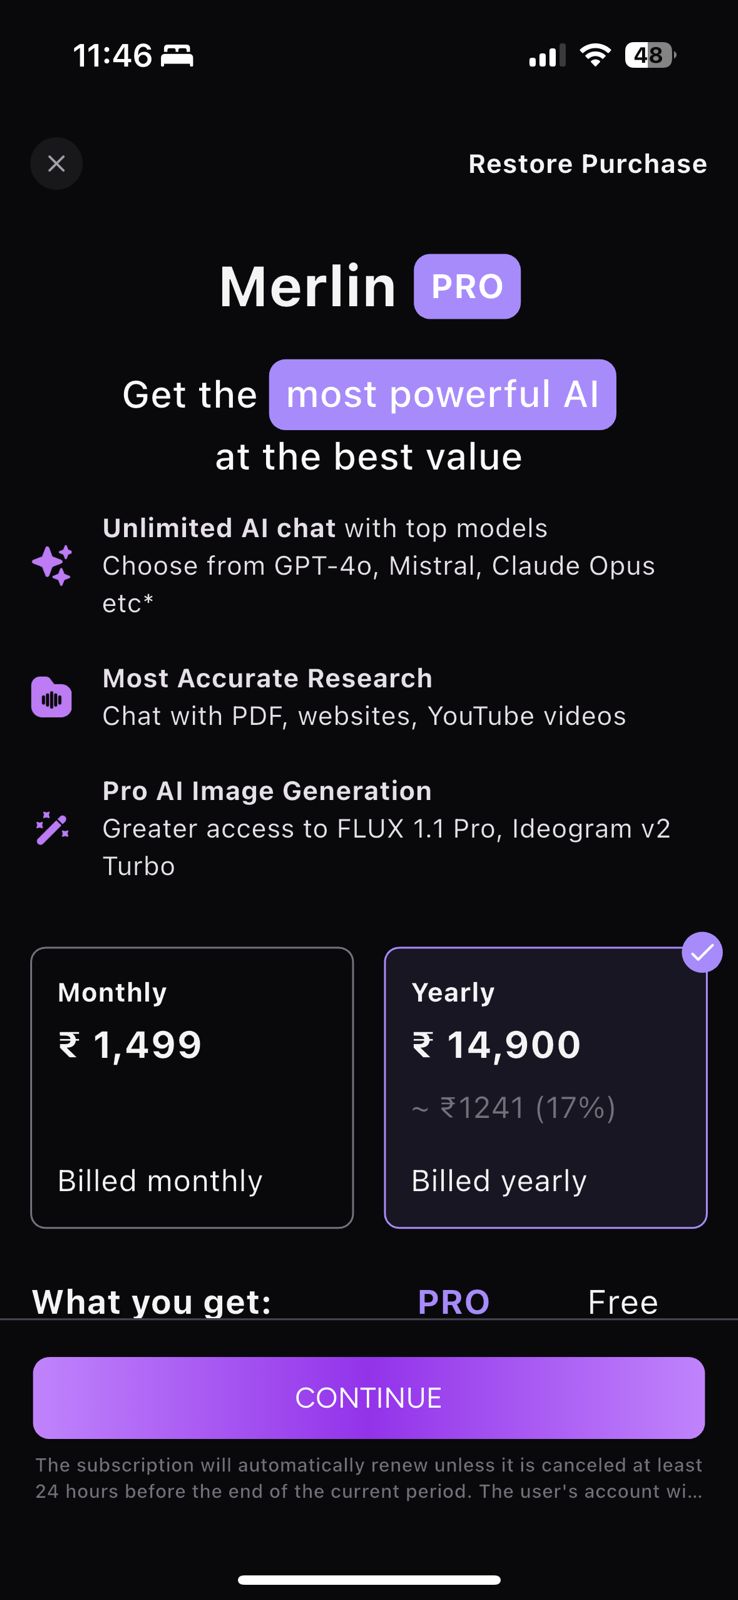 11:46
48
Restore Purchase
Merlin PRO
Get the most powerful AI
at the best value
Unlimited AI chat with top models
Choose from GPT-4o, Mistral, Claude Opus
etc*
Most Accurate Research
Chat with PDF, websites, YouTube videos
Pro AI Image Generation
Greater access to FLUX 1.1 Pro, Ideogram v2
Turbo
Monthly
₹ 1,499
Billed monthly
Yearly
₹ 14,900
~ ₹1241 (17%)
Billed yearly
What you get: PRO Free
CONTINUE
The subscription will automatically renew unless it is canceled at least
24 hours before the end of the current period. The user's account wi...